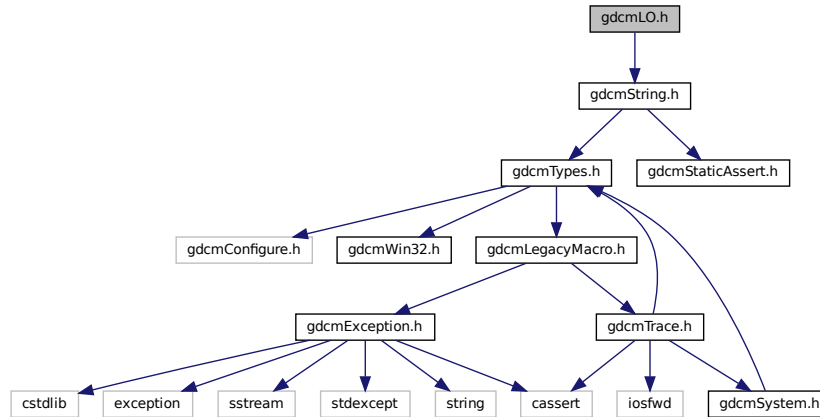 gdcmLO.h
gdcmString.h
gdcmTypes.h
gdcmStaticAssert.h
gdcmConfigure.h
gdcmWin32.h
gdcmLegacyMacro.h
gdcmException.h
gdcmTrace.h
cstdlib
exception
sstream
stdexcept
string
cassert
iosfwd
gdcmSystem.h